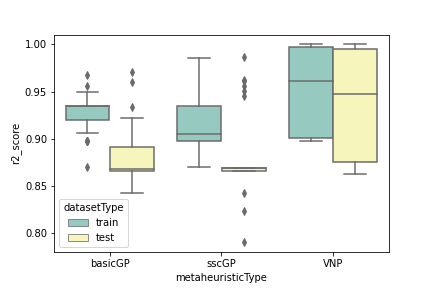 1.00
0.95
0.90
0.85
0.80
r2_score
datasetType
train
test
basicGP
sscGP
VNP
metaheuristicType